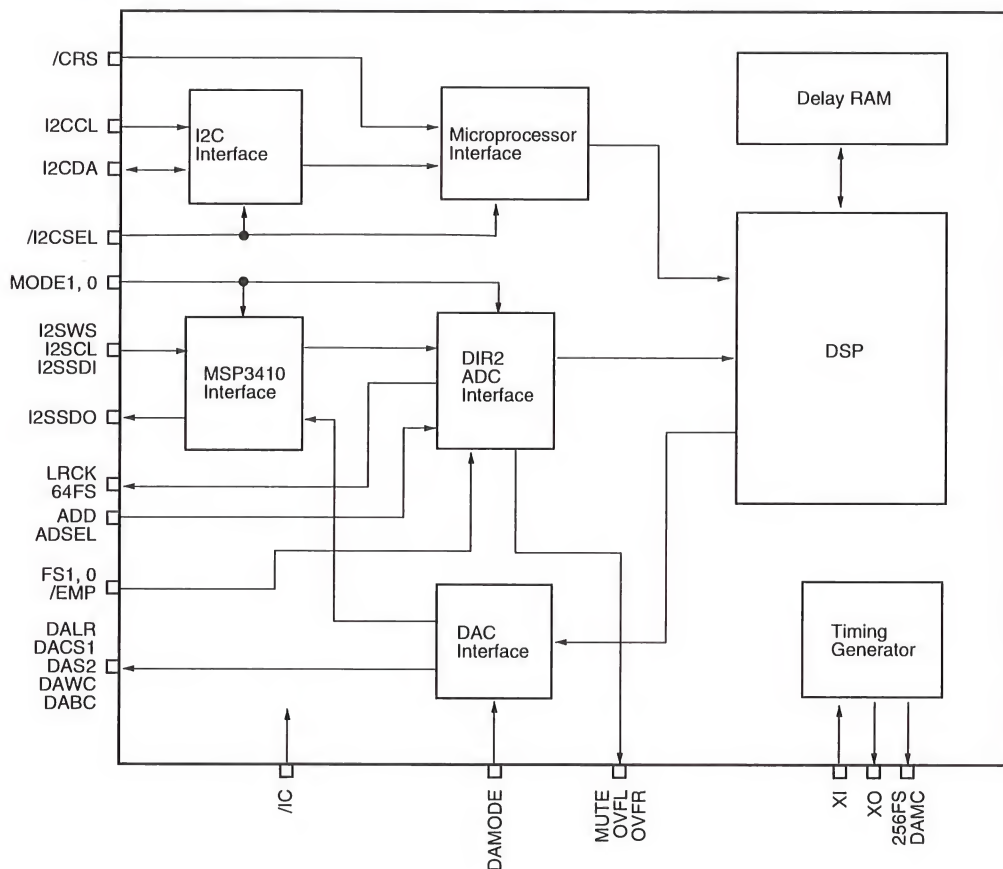 /CRS
I2CCL
I2CDA
/I2CSEL
MODE1, 0
I2SWS
I2SCL
I2SSDI
I2SSDO
LRCK
64FS
ADD
ADSEL
FS1, 0
/EMP
DALR
DACS1
DAS2
DAWC
DABC
I2C
Interface
Microprocessor
Interface
Delay RAM
MSP3410
Interface
DIR2
ADC
Interface
DSP
DAC
Interface
Timing
Generator
/IC
DAMODE
MUTE
OVFL
OVFR
XI
XO
256FS
DAMC